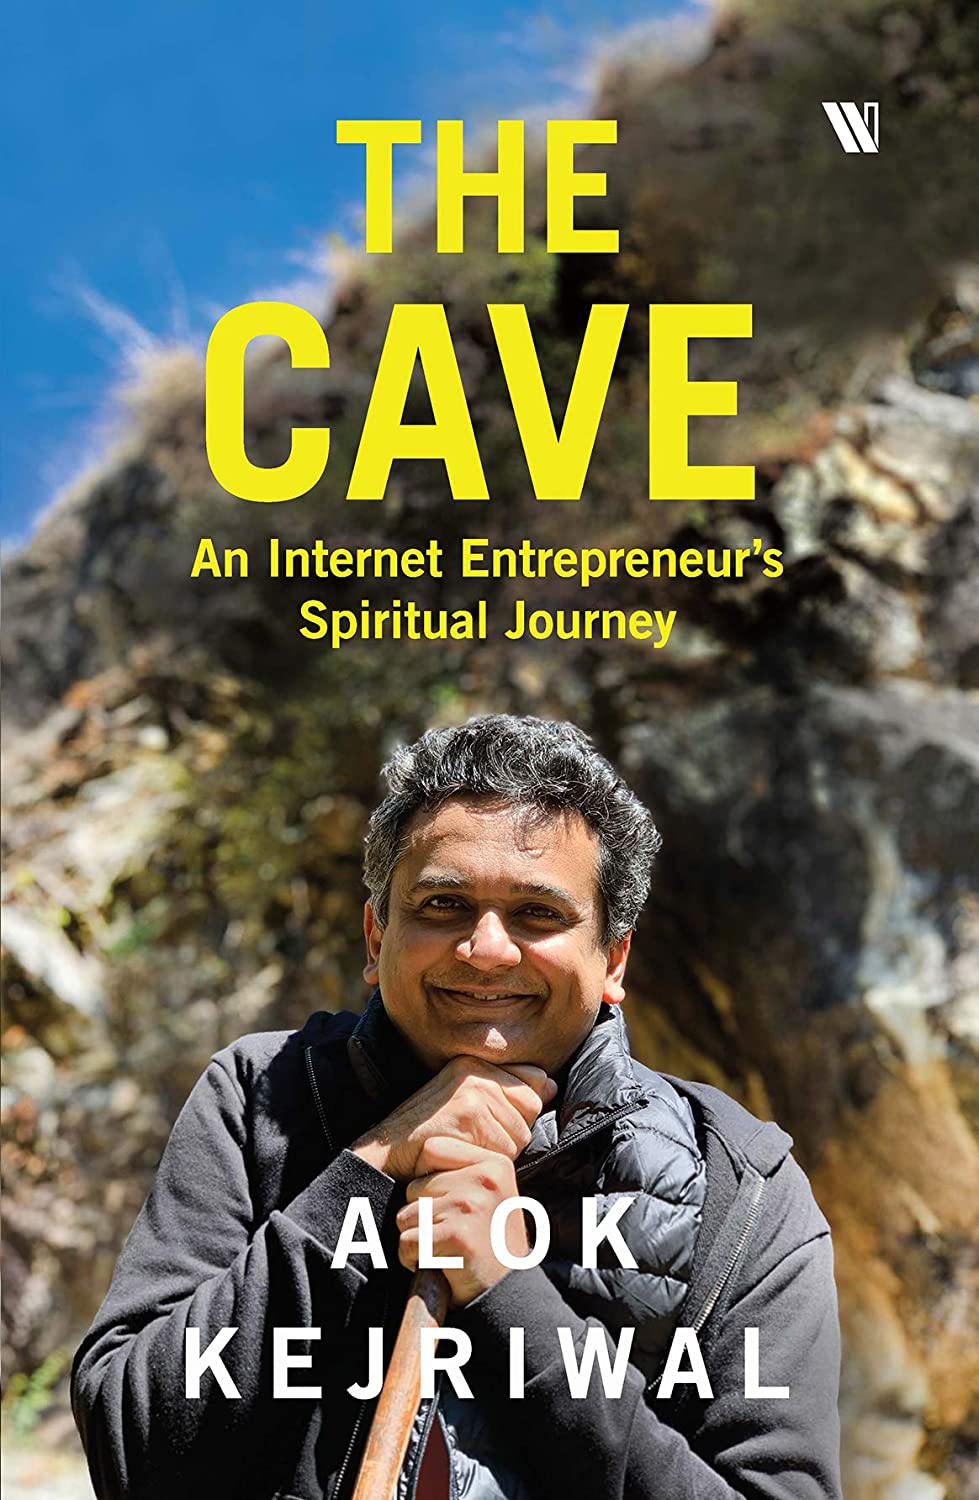 THE
CAVE
An Internet Entrepreneur's
Spiritual Journey
ALOK
KEJRIWAL